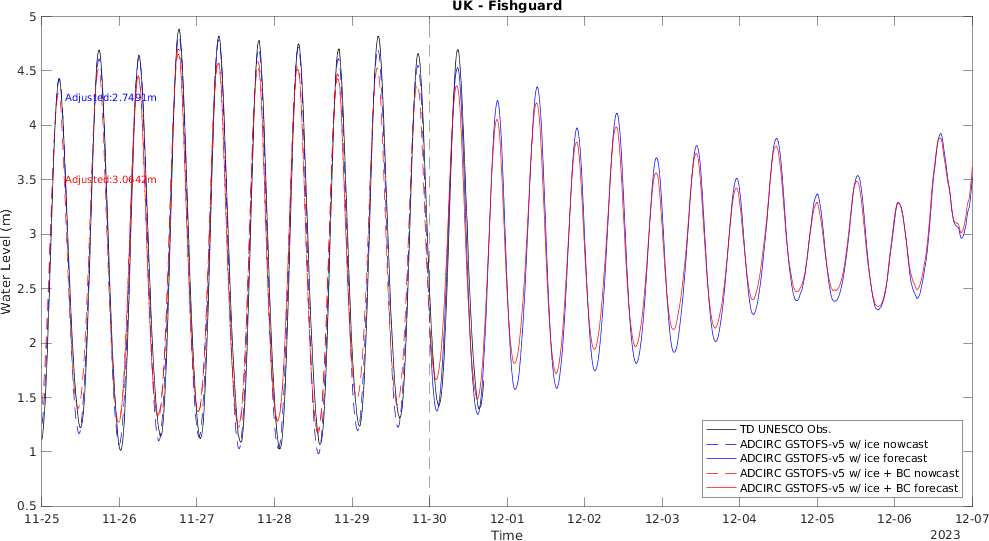 UK - Fishguard
5
4.5
4
3.5
3
2.5
2
1.5
1
0.5
Water Level (m)
Adjusted:2.7491m
Adjusted:3.0642m
TD UNESCO Obs.
ADCIRC GSTOFS-v5 w/ ice nowcast
ADCIRC GSTOFS-v5 w/ ice forecast
ADCIRC GSTOFS-v5 w/ ice + BC nowcast
ADCIRC GSTOFS-v5 w/ ice + BC forecast
11-25 11-26 11-27 11-28 11-29 11-30 12-01 12-02 12-03 12-04 12-05 12-06 12-07
Time
2023